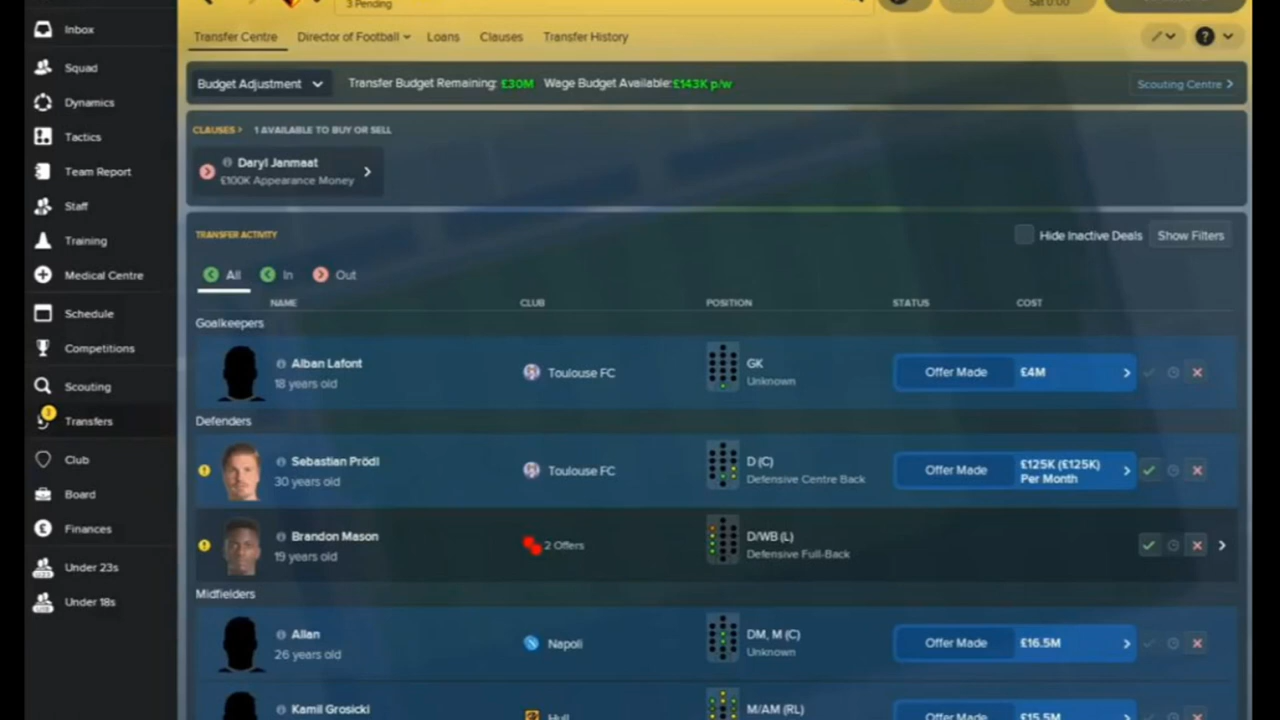 3 Pending
Inbox
Squad
Dynamics
Tactics
Team Report
Staff
Training
Medical Centre
Schedule
Competitions
Scouting
3
Transfers
Club
Board
Finances
Under 23s
Under 18s
Transfer Centre Director of Football Loans Clauses Transfer History
?
Budget Adjustment Transfer Budget Remaining: £30M Wage Budget Available: £143K p/w Scouting Centre >
CLAUSES > 1 AVAILABLE TO BUY OR SELL
Daryl Janmaat
£100K Appearance Money
TRANSFER ACTIVITY
Hide Inactive Deals Show Filters
All In Out
NAME CLUB POSITION STATUS COST
Goalkeepers
Alban Lafont
18 years old
Toulouse FC
GK
Unknown
Offer Made £4M
Defenders
Sebastian Prödl
30 years old
Toulouse FC
D (C)
Defensive Centre Back
Offer Made £125K (£125K)
Per Month
Brandon Mason
19 years old
2 Offers
D/WB (L)
Defensive Full-Back
Midfielders
Allan
26 years old
Napoli
DM, M (C)
Unknown
Offer Made £16.5M
Kamil Grosicki
Hull
M/AM (RL)
Offer Made £15.5M